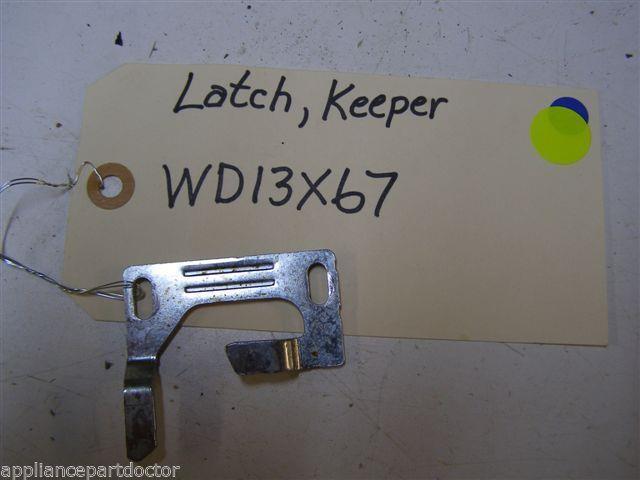 Latch, Keeper
WD13X67
appliancepartdoctor